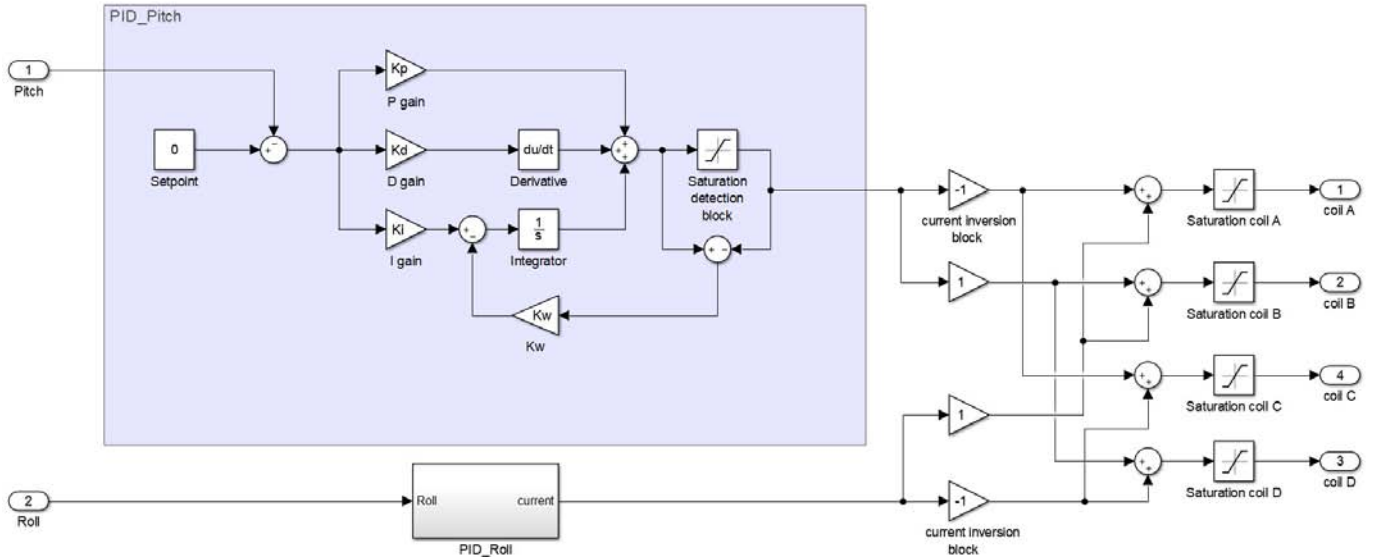 PID_Pitch
1
Pitch
0
Setpoint
+
−
Kp
P gain
Kd
D gain
du/dt
Derivative
Ki
I gain
+
−
1
s
Integrator
+
+
+
Saturation
detection
block
+ −
Kw
Kw
-1
current inversion
block
+
+
Saturation coil A
1
coil A
1
+
+
Saturation coil B
2
coil B
+
+
Saturation coil C
4
coil C
1
+
+
Saturation coil D
3
coil D
2
Roll
Roll
current
PID_Roll
-1
current inversion
block